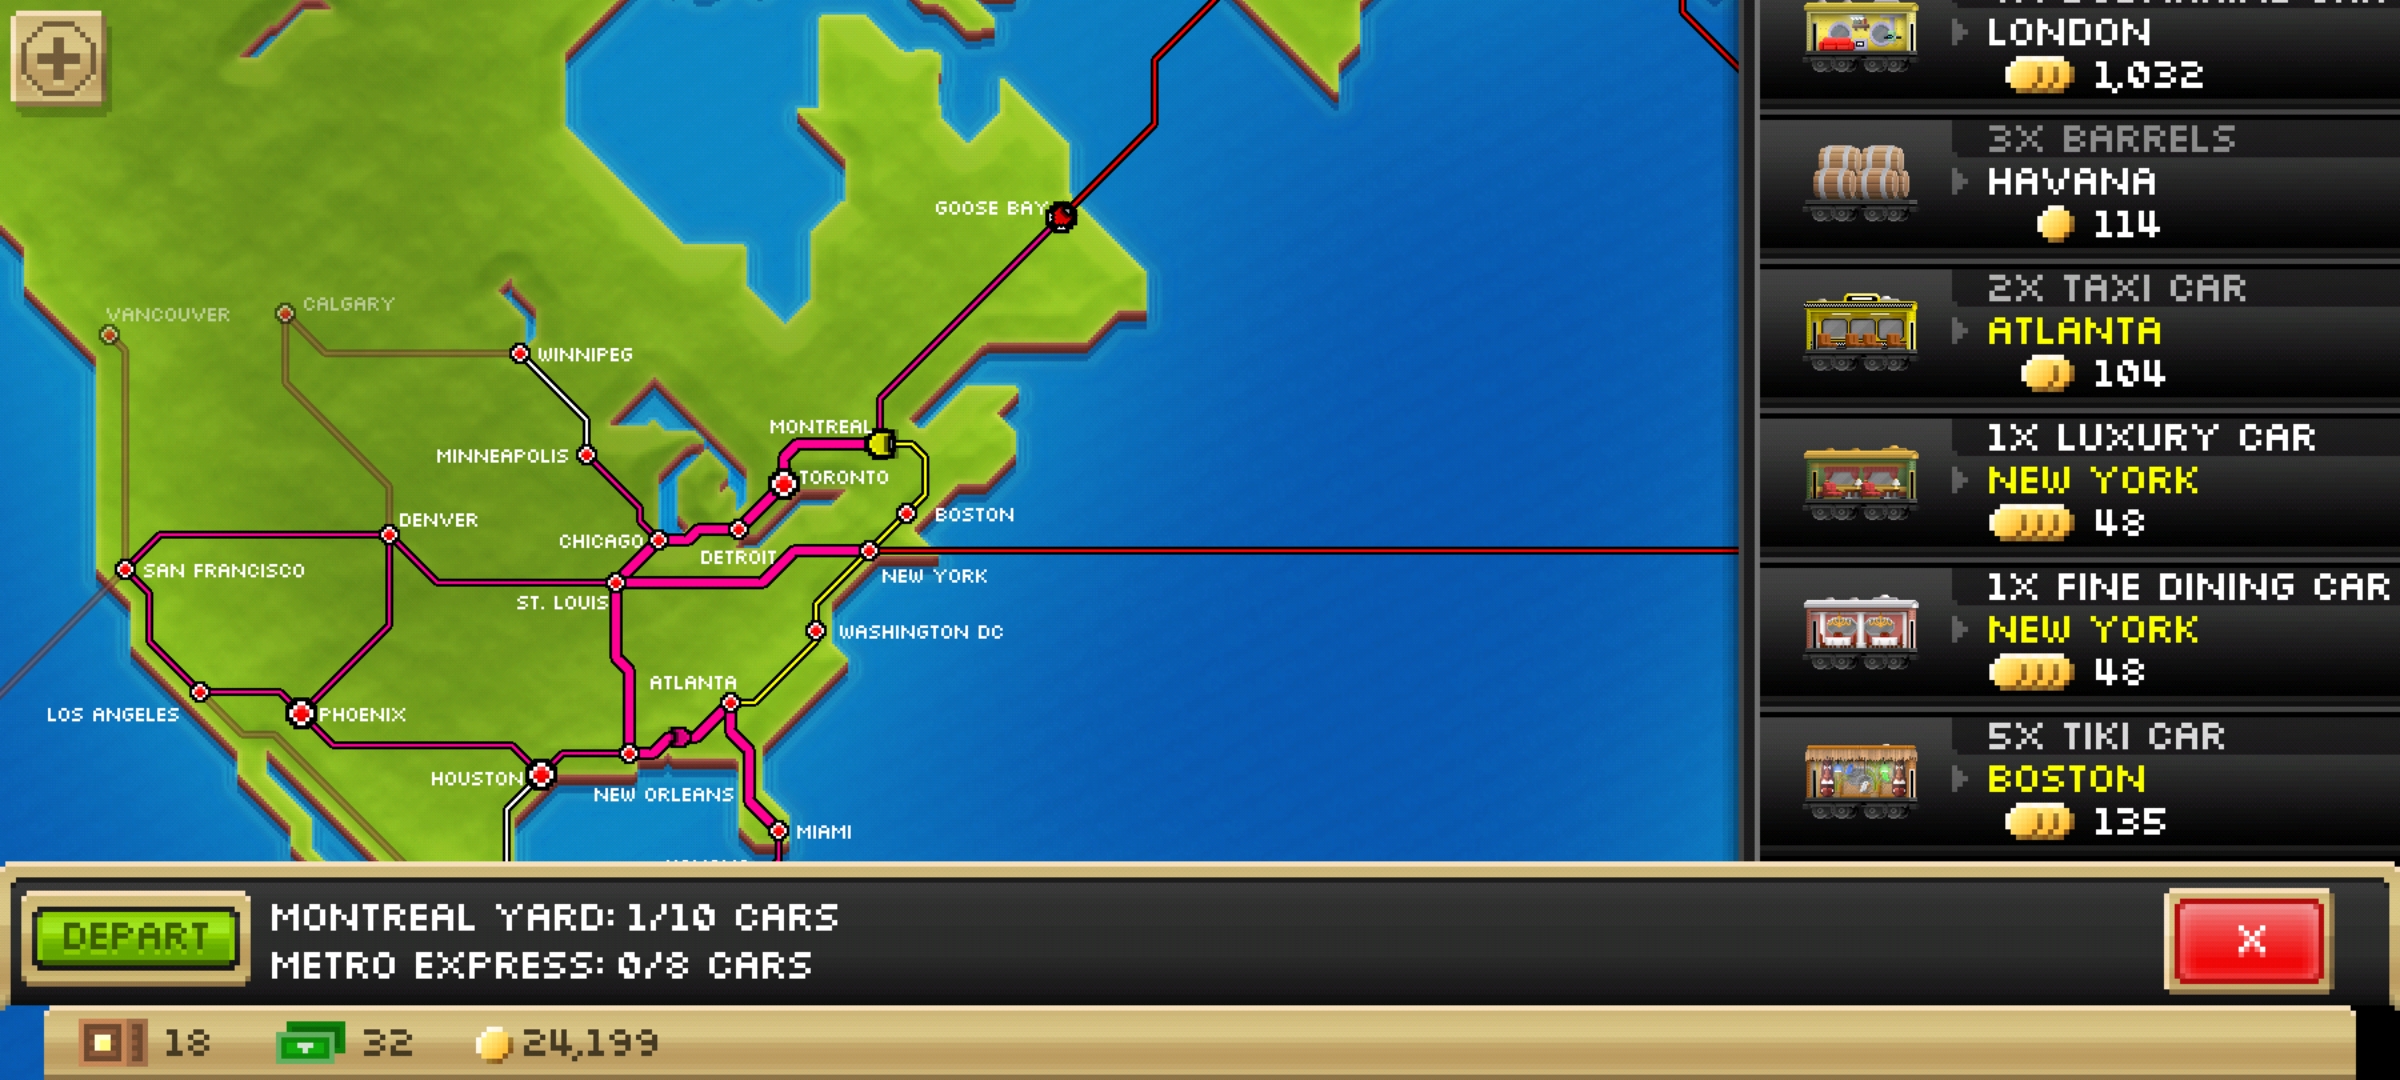 LONDON
1,032
3X BARRELS
HAVANA
114
2X TAXI CAR
ATLANTA
104
1X LUXURY CAR
NEW YORK
48
1X FINE DINING CAR
NEW YORK
48
5X TIKI CAR
BOSTON
135
GOOSE BAY
VANCOUVER
CALGARY
WINNIPEG
MONTREAL
MINNEAPOLIS
TORONTO
BOSTON
DENVER
CHICAGO
DETROIT
SAN FRANCISCO
NEW YORK
ST. LOUIS
WASHINGTON DC
ATLANTA
LOS ANGELES
PHOENIX
HOUSTON
NEW ORLEANS
MIAMI
DEPART
MONTREAL YARD: 1/10 CARS
METRO EXPRESS: 0/8 CARS
X
18
32
24,199